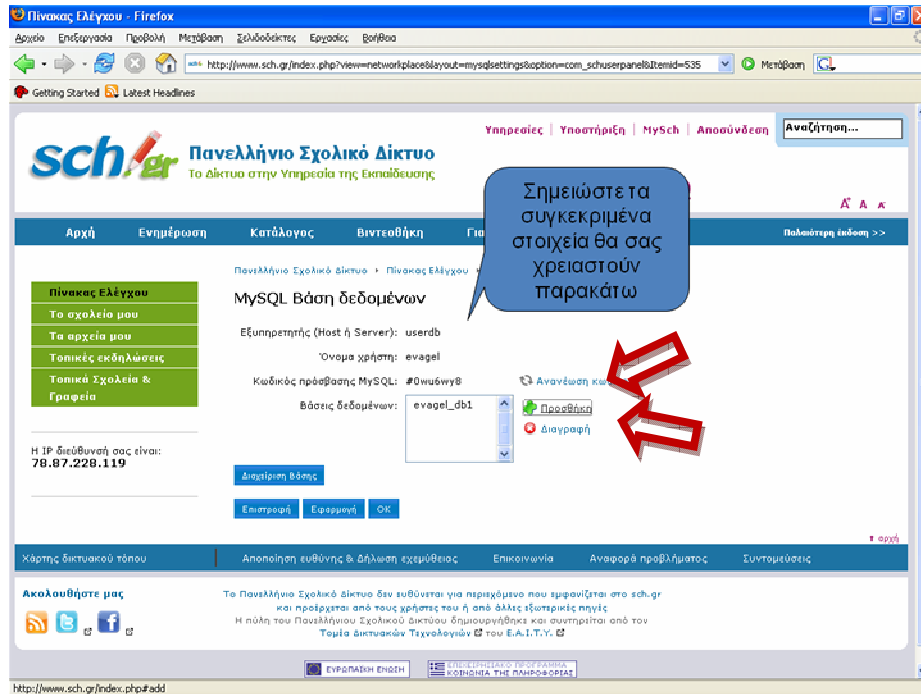 Πίνακας Ελέγχου - Firefox
Αρχείο Επεξεργασία Προβολή Μετάβαση Σελιδοδείκτες Εργασίες Βοήθεια
http://www.sch.gr/index.php?view=networkplace&layout=mysqlsettings&option=com_schuserpanel&Itemid=535 Μετάβαση
Getting Started Latest Headlines
Υπηρεσίες | Υποστήριξη | MySch | Αποσύνδεση Αναζήτηση...
sch.gr Πανελλήνιο Σχολικό Δίκτυο
Το Δίκτυο στην Υπηρεσία της Εκπαίδευσης
Σημειώστε τα
συγκεκριμένα
στοιχεία θα σας
χρειαστούν
παρακάτω
A A A
Αρχή Ενημέρωση Κατάλογος Βιντεοθήκη Για Παλαιότερη έκδοση >>
Πανελλήνιο Σχολικό Δίκτυο Πίνακας Ελέγχου
Πίνακας Ελέγχου
Το σχολείο μου
Τα αρχεία μου
Τοπικές εκδηλώσεις
Τοπικά Σχολεία &
Γραφεία
MySQL Βάση δεδομένων
Εξυπηρετητής (Host ή Server): userdb
Όνομα χρήστη: evagel
Κωδικός πρόσβασης MySQL: #0wu6wy8 Ανανέωση κω
Βάσεις δεδομένων: evagel_db1 Προσθήκη
Διαγραφή
Η IP διεύθυνσή σας είναι:
78.87.228.119
Διαχείριση Βάσης
Επιστροφή Εφαρμογή OK
αρχή
Χάρτης δικτυακού τόπου Αποποίηση ευθύνης & Δήλωση εχεμύθειας Επικοινωνία Αναφορά προβλήματος Συντομεύσεις
Ακολουθήστε μας
Το Πανελλήνιο Σχολικό Δίκτυο δεν ευθύνεται για περιεχόμενο που εμφανίζεται στο sch.gr
και προέρχεται από τους χρήστες του ή από άλλες εξωτερικές πηγές
Η πύλη του Πανελλήνιου Σχολικού Δικτύου δημιουργήθηκε και συντηρείται από τον
Τομέα Δικτυακών Τεχνολογιών του Ε.Α.Ι.Τ.Υ.
ΕΥΡΩΠΑΪΚΗ ΕΝΩΣΗ ΕΠΙΧΕΙΡΗΣΙΑΚΟ ΠΡΟΓΡΑΜΜΑ
ΚΟΙΝΩΝΙΑ ΤΗΣ ΠΛΗΡΟΦΟΡΙΑΣ
http://www.sch.gr/index.php#add